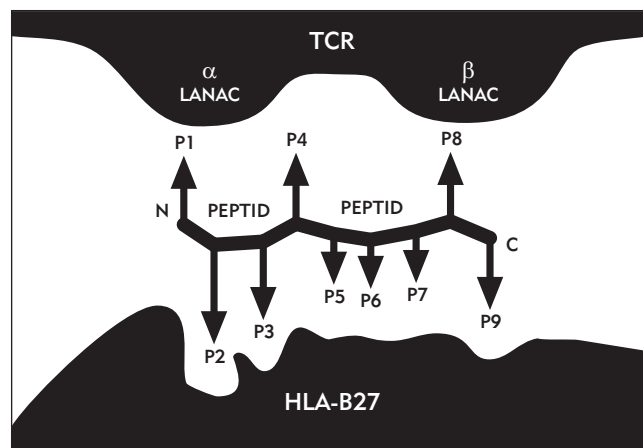 TCR
α
LANAC
β
LANAC
P1
P4
P8
N
PEPTID
PEPTID
C
P5
P6
P7
P3
P9
P2
HLA-B27